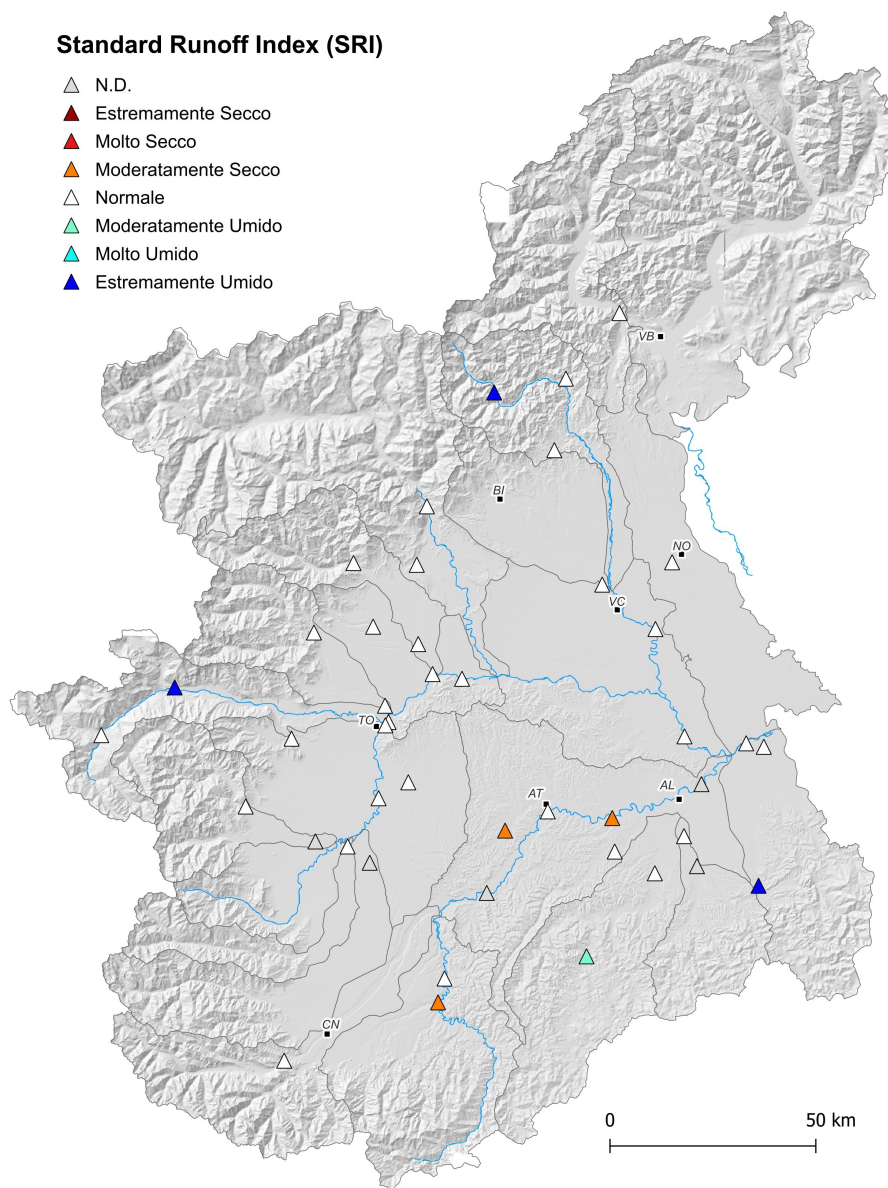 Standard Runoff Index (SRI)
N.D.
Estremamente Secco
Molto Secco
Moderatamente Secco
Normale
Moderatamente Umido
Molto Umido
Estremamente Umido
VB
BI
NO
VC
TO
AT
AL
CN
0 50 km